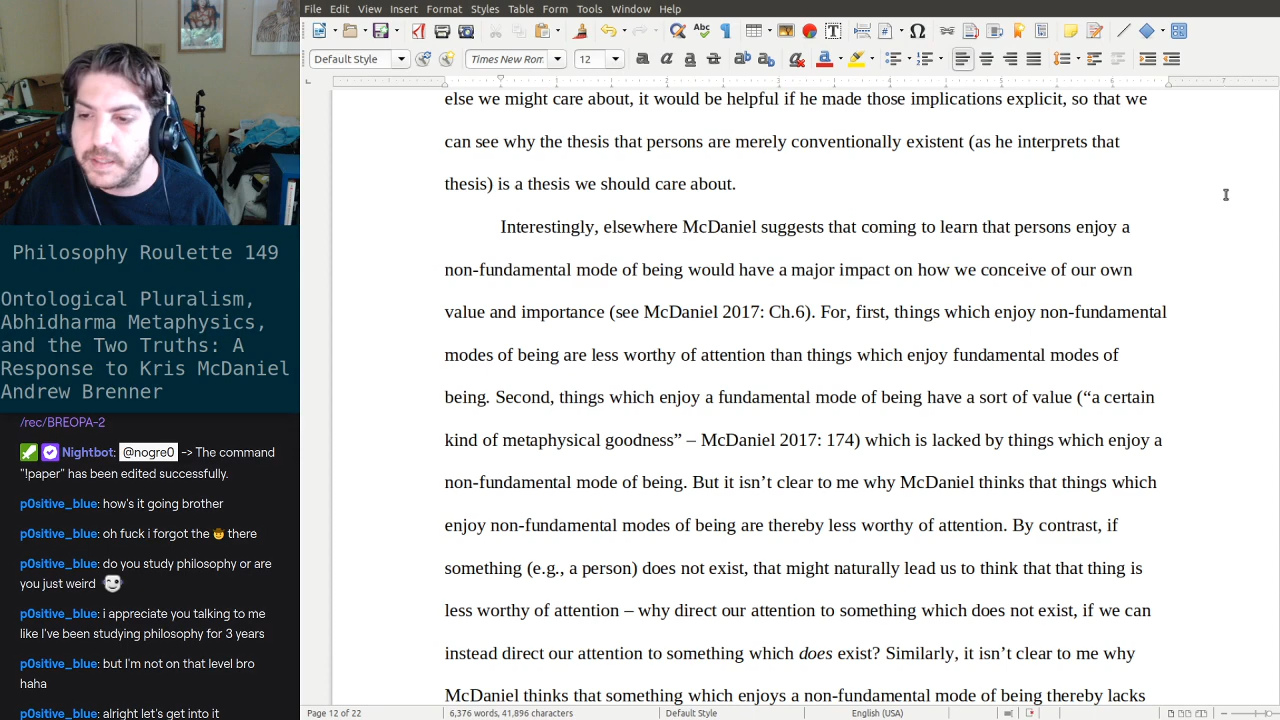 File Edit View Insert Format Styles Table Form Tools Window Help
Default Style
Times New Rom
12
else we might care about, it would be helpful if he made those implications explicit, so that we
can see why the thesis that persons are merely conventionally existent (as he interprets that
thesis) is a thesis we should care about.
Interestingly, elsewhere McDaniel suggests that coming to learn that persons enjoy a
non-fundamental mode of being would have a major impact on how we conceive of our own
value and importance (see McDaniel 2017: Ch.6). For, first, things which enjoy non-fundamental
modes of being are less worthy of attention than things which enjoy fundamental modes of
being. Second, things which enjoy a fundamental mode of being have a sort of value (“a certain
kind of metaphysical goodness” – McDaniel 2017: 174) which is lacked by things which enjoy a
non-fundamental mode of being. But it isn’t clear to me why McDaniel thinks that things which
enjoy non-fundamental modes of being are thereby less worthy of attention. By contrast, if
something (e.g., a person) does not exist, that might naturally lead us to think that that thing is
less worthy of attention – why direct our attention to something which does not exist, if we can
instead direct our attention to something which does exist? Similarly, it isn’t clear to me why
McDaniel thinks that something which enjoys a non-fundamental mode of being thereby lacks
Page 12 of 22
6,376 words, 41,896 characters
Default Style
English (USA)
Philosophy Roulette 149
Ontological Pluralism,
Abhidharma Metaphysics,
and the Two Truths: A
Response to Kris McDaniel
Andrew Brenner
/rec/BREOPA-2
Nightbot: @nogre0 -> The command
"!paper" has been edited successfully.
p0sitive_blue: how's it going brother
p0sitive_blue: oh fuck i forgot the 🤠 there
p0sitive_blue: do you study philosophy or are
you just weird
p0sitive_blue: i appreciate you talking to me
like I've been studying philosophy for 3 years
p0sitive_blue: but I'm not on that level bro
haha
p0sitive_blue: alright let's get into it